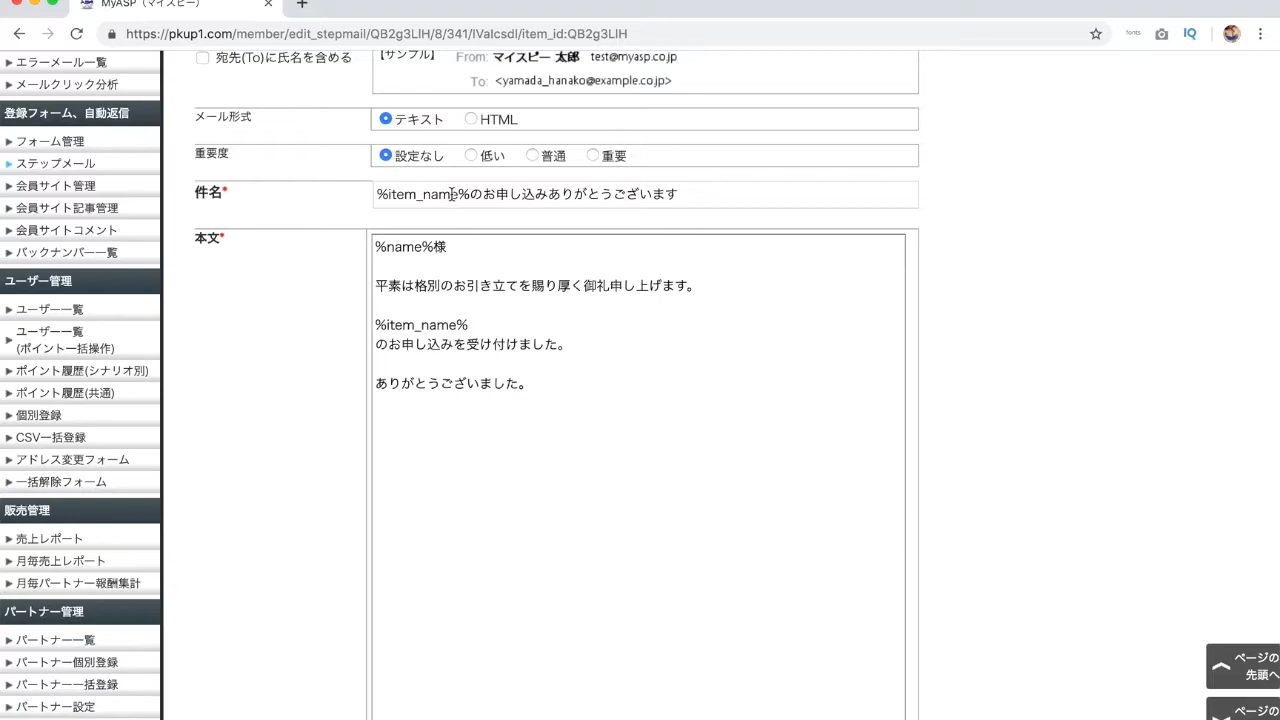 MyASP（マイスピー）
https://pkup1.com/member/edit_stepmail/QB2g3LlH/8/341/IVaIcsdl/item_id:QB2g3LlH
fonts
IQ
エラーメール一覧
メールクリック分析
登録フォーム、自動返信
フォーム管理
ステップメール
会員サイト管理
会員サイト記事管理
会員サイトコメント
バックナンバー一覧
ユーザー管理
ユーザー一覧
ユーザー一覧
(ポイント一括操作)
ポイント履歴(シナリオ別)
ポイント履歴(共通)
個別登録
CSV一括登録
アドレス変更フォーム
一括解除フォーム
販売管理
売上レポート
月毎売上レポート
月毎パートナー報酬集計
パートナー管理
パートナー一覧
パートナー個別登録
パートナー一括登録
パートナー設定
宛先(To)に氏名を含める
【サンプル】 From: マイスピー 太郎 test@myasp.co.jp
To: <yamada_hanako@example.co.jp>
メール形式
テキスト HTML
重要度
設定なし 低い 普通 重要
件名*
%item_name%のお申し込みありがとうございます
本文*
%name%様
平素は格別のお引き立てを賜り厚く御礼申し上げます。
%item_name%
のお申し込みを受け付けました。
ありがとうございました。
ページの
先頭へ
ページの